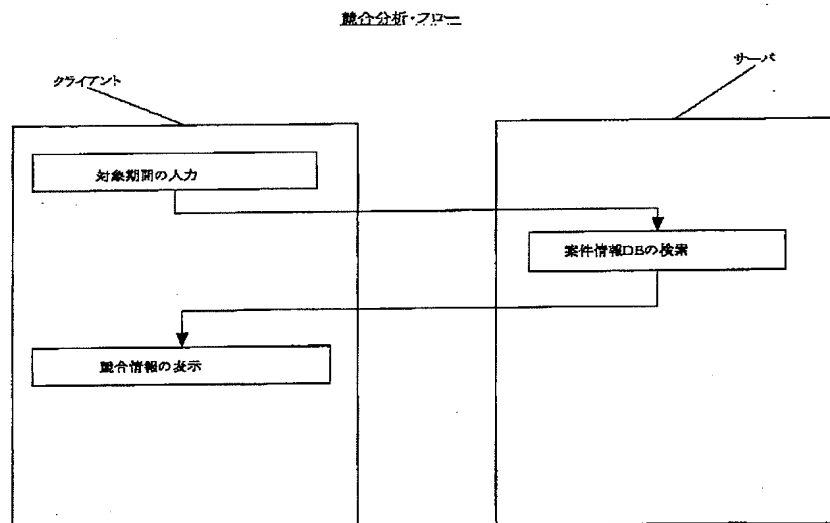 競合分析・フロー
サーバ
クライアント
対象期間の入力
案件情報DBの検索
競合情報の表示